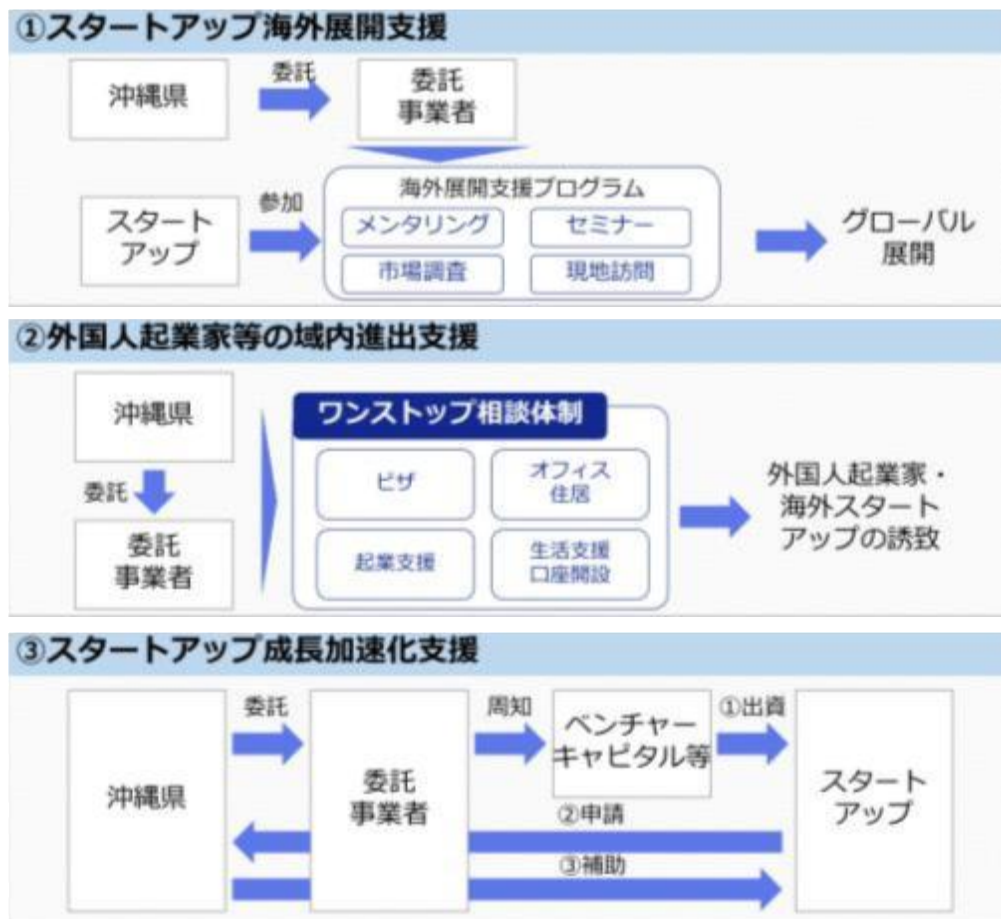 ①スタートアップ海外展開支援
沖縄県
委託
委託
事業者
スタート
アップ
参加
海外展開支援プログラム
メンタリング
セミナー
市場調査
現地訪問
グローバル
展開
②外国人起業家等の域内進出支援
沖縄県
委託
委託
事業者
ワンストップ相談体制
ビザ
オフィス
住居
起業支援
生活支援
口座開設
外国人起業家・
海外スタート
アップの誘致
③スタートアップ成長加速化支援
沖縄県
委託
委託
事業者
周知
ベンチャー
キャピタル等
①出資
スタート
アップ
②申請
③補助